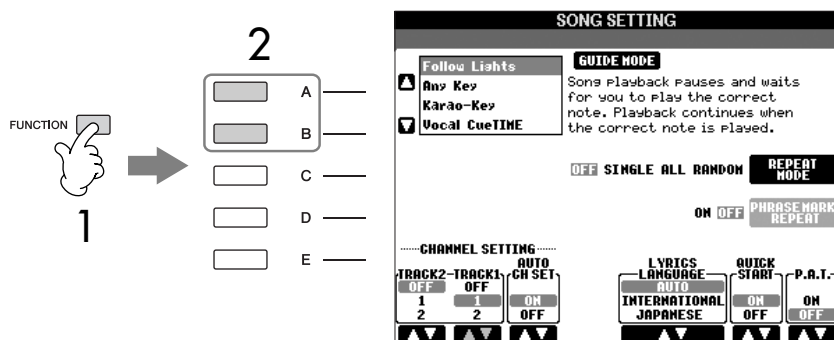 FUNCTION
1
2
A
B
C
D
E
SONG SETTING
Follow Lights
Any Key
Karao-Key
Vocal CueTIME
GUIDE MODE
Song Playback pauses and waits
for you to play the correct
note. Playback continues when
the correct note is played.
OFF SINGLE ALL RANDOM
REPEAT
MODE
ON OFF
PHRASE MARK
REPEAT
CHANNEL SETTING
TRACK2 TRACK1 AUTO CH SET
OFF OFF
1 1 ON
2 2 OFF
LYRICS LANGUAGE
AUTO
INTERNATIONAL
JAPANESE
QUICK START
ON
OFF
P.A.T.
ON
OFF